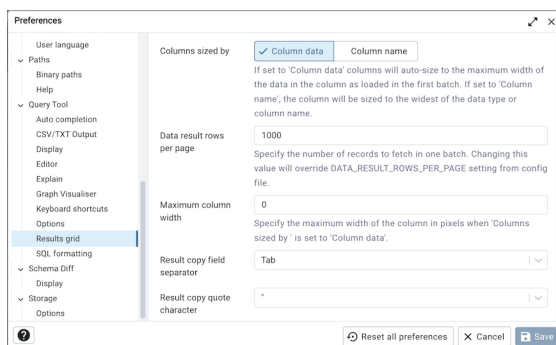 Preferences
User language
Paths
Binary paths
Help
Query Tool
Auto completion
CSV/TXT Output
Display
Editor
Explain
Graph Visualiser
Keyboard shortcuts
Options
Results grid
SQL formatting
Schema Diff
Display
Storage
Options
Columns sized by
Column data
Column name
If set to 'Column data' columns will auto-size to the maximum width of
the data in the column as loaded in the first batch. If set to 'Column
name', the column will be sized to the widest of the data type or
column name.
Data result rows
per page
1000
Specify the number of records to fetch in one batch. Changing this
value will override DATA_RESULT_ROWS_PER_PAGE setting from config
file.
Maximum column
width
0
Specify the maximum width of the column in pixels when 'Columns
sized by ' is set to 'Column data'.
Result copy field
separator
Tab
Result copy quote
character
"
?
Reset all preferences
Cancel
Save